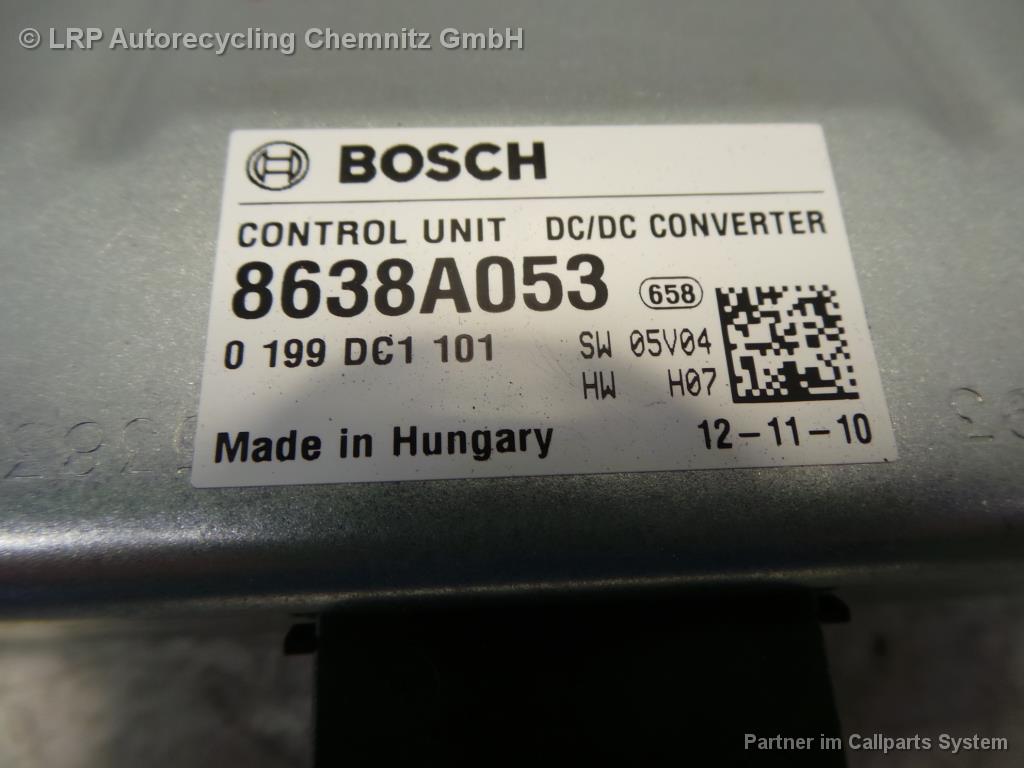 © LRP Autorecycling Chemnitz GmbH
BOSCH
CONTROL UNIT DC/DC CONVERTER
8638A053 658
0 199 DC1 101 SW 05V04
HW H07
Made in Hungary 12-11-10
Partner im Callparts System